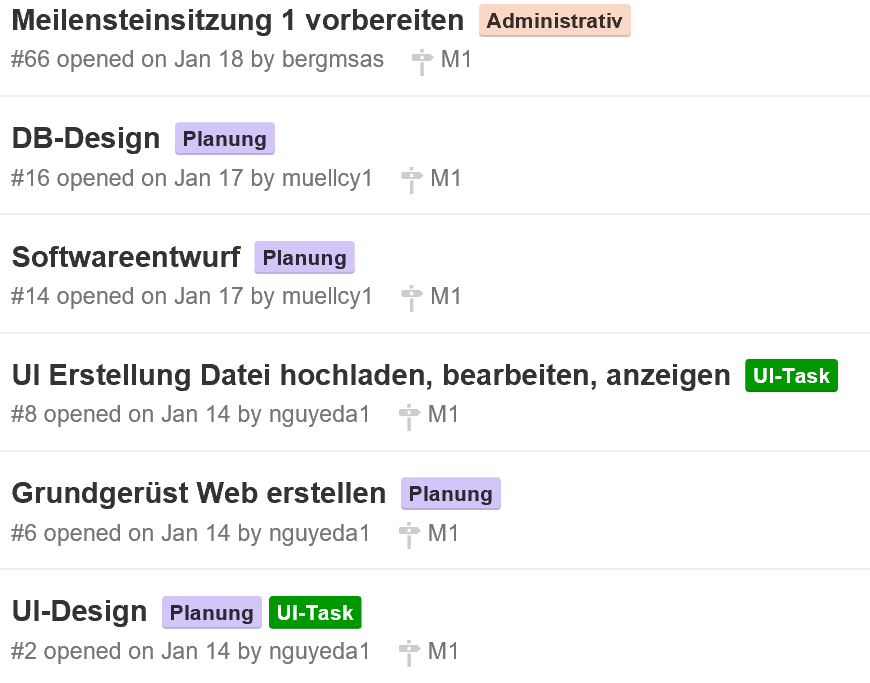 Meilensteinsitzung 1 vorbereiten Administrativ
#66 opened on Jan 18 by bergmsas M1
DB-Design Planung
#16 opened on Jan 17 by muellcy1 M1
Softwareentwurf Planung
#14 opened on Jan 17 by muellcy1 M1
UI Erstellung Datei hochladen, bearbeiten, anzeigen UI-Task
#8 opened on Jan 14 by nguyeda1 M1
Grundgerüst Web erstellen Planung
#6 opened on Jan 14 by nguyeda1 M1
UI-Design Planung UI-Task
#2 opened on Jan 14 by nguyeda1 M1